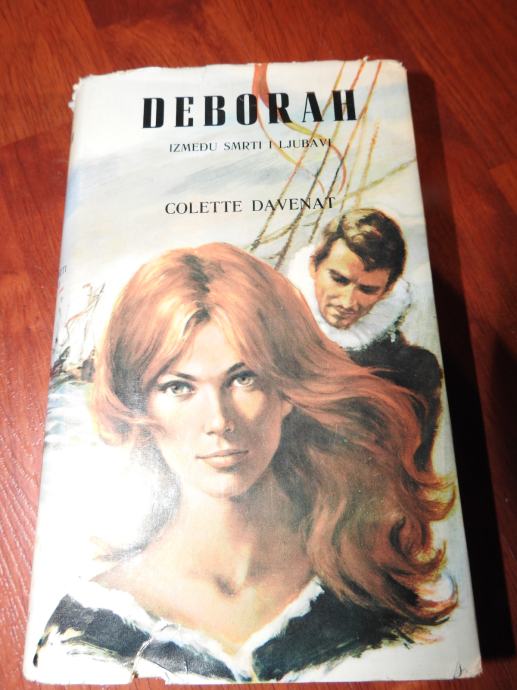 DEBORAH
IZMEĐU SMRTI I LJUBAVI
COLETTE DAVENAT